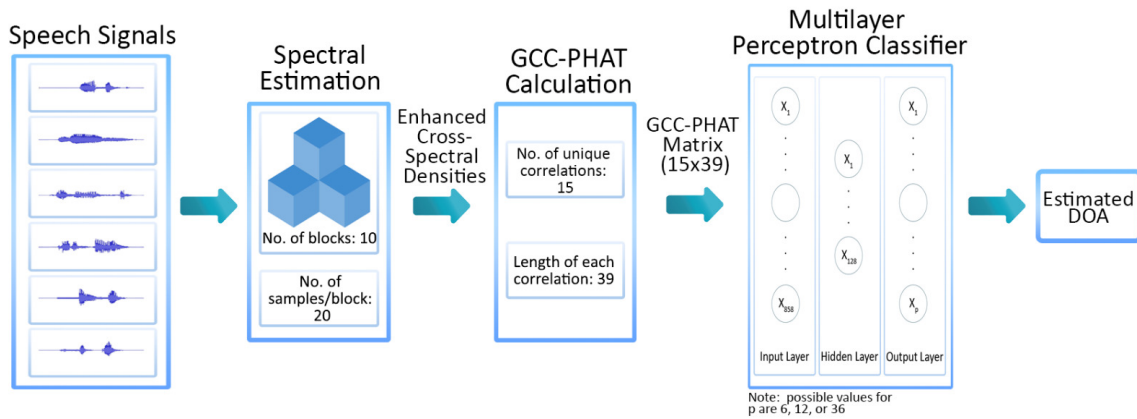 Speech Signals
Spectral
Estimation
No. of blocks: 10
No. of
samples/block:
20
Enhanced
Cross-
Spectral
Densities
GCC-PHAT
Calculation
No. of unique
correlations:
15
Length of each
correlation: 39
GCC-PHAT
Matrix
(15x39)
Multilayer
Perceptron Classifier
X1
X858
Input Layer
X1
X128
Hidden Layer
X1
Xp
Output Layer
Note: possible values for
p are 6, 12, or 36
Estimated
DOA